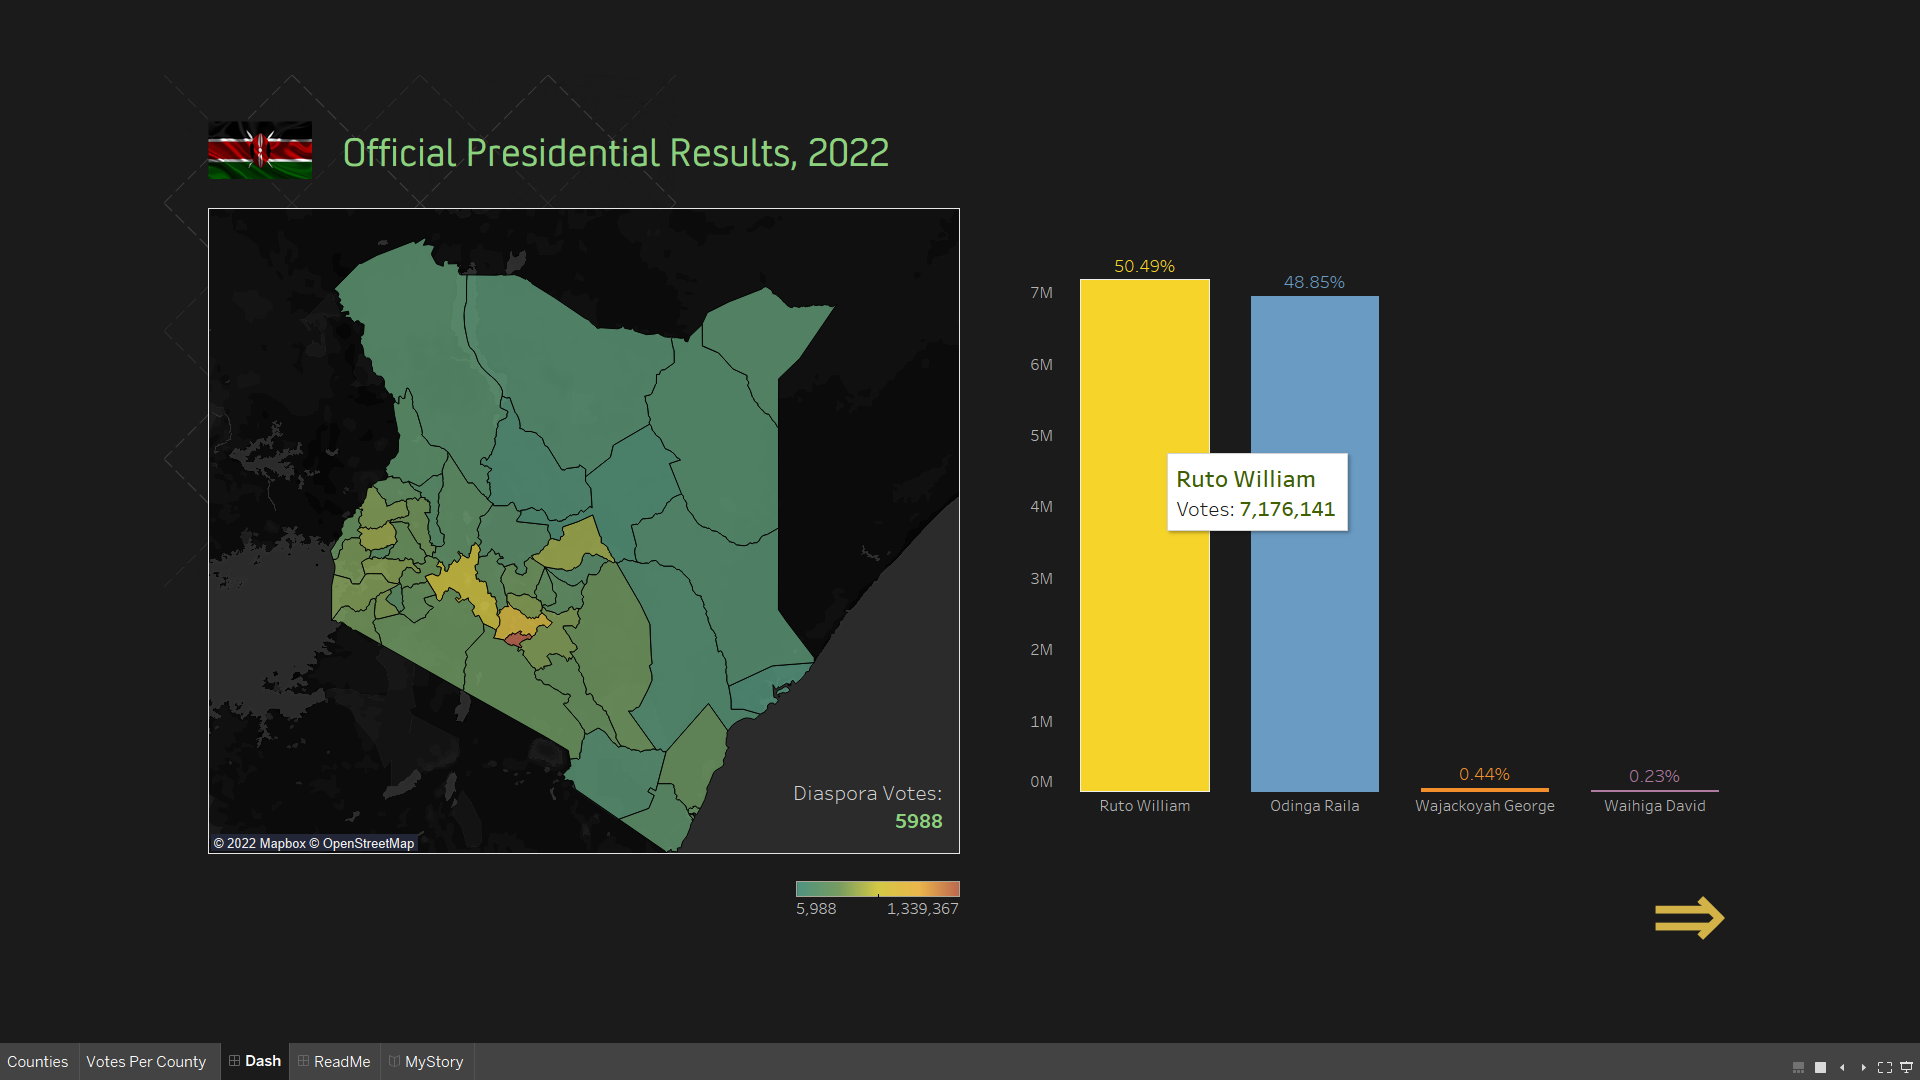 Official Presidential Results, 2022
Diaspora Votes:
5988
© 2022 Mapbox © OpenStreetMap
5,988
1,339,367
50.49%
48.85%
0.44%
0.23%
7M
6M
5M
4M
3M
2M
1M
0M
Ruto William
Votes: 7,176,141
Ruto William
Odinga Raila
Wajackoyah George
Waihiga David
Counties
Votes Per County
Dash
ReadMe
MyStory